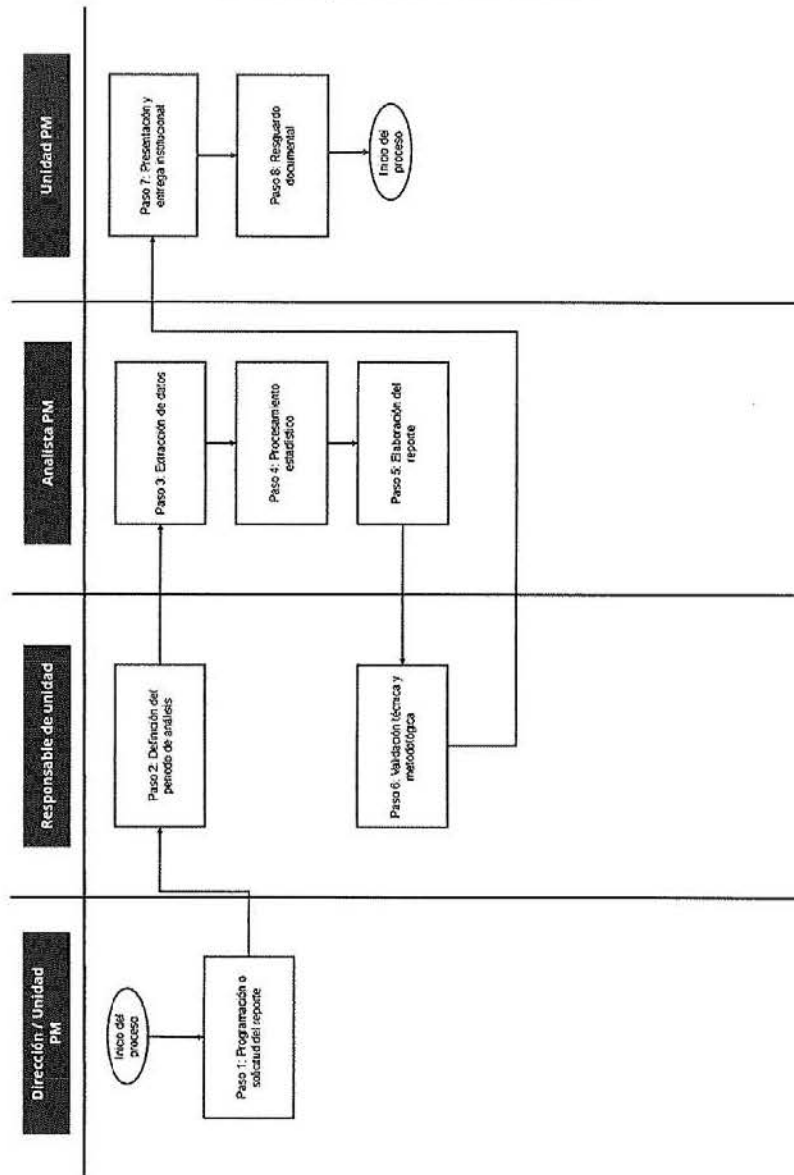 Dirección / Unidad
PM
Responsable de unidad
Analista PM
Unidad PM
Inicio del
proceso
Paso 1: Programación o
solicitud del reporte
Paso 2: Definición del
periodo de análisis
Paso 3: Extracción de datos
Paso 4: Procesamiento
estadístico
Paso 5: Elaboración del
reporte
Paso 6: Validación técnica y
metodológica
Paso 7: Presentación y
entrega institucional
Paso 8: Resguardo
documental
Inicio del
proceso